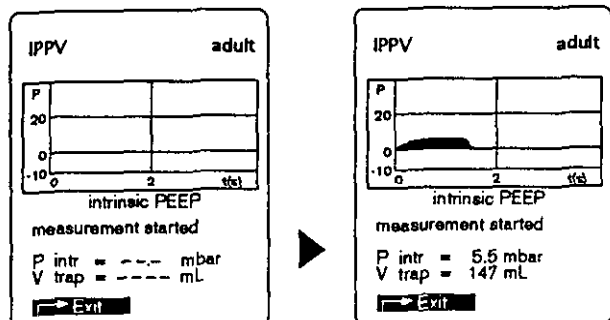 IPPV adult
P
20
0
-10
0 2 t(s)
intrinsic PEEP
measurement started
P intr = --.- mbar
V trap = ---- mL
Exit
IPPV adult
P
20
0
-10
0 2 t(s)
intrinsic PEEP
measurement started
P intr = 5.5 mbar
V trap = 147 mL
Exit